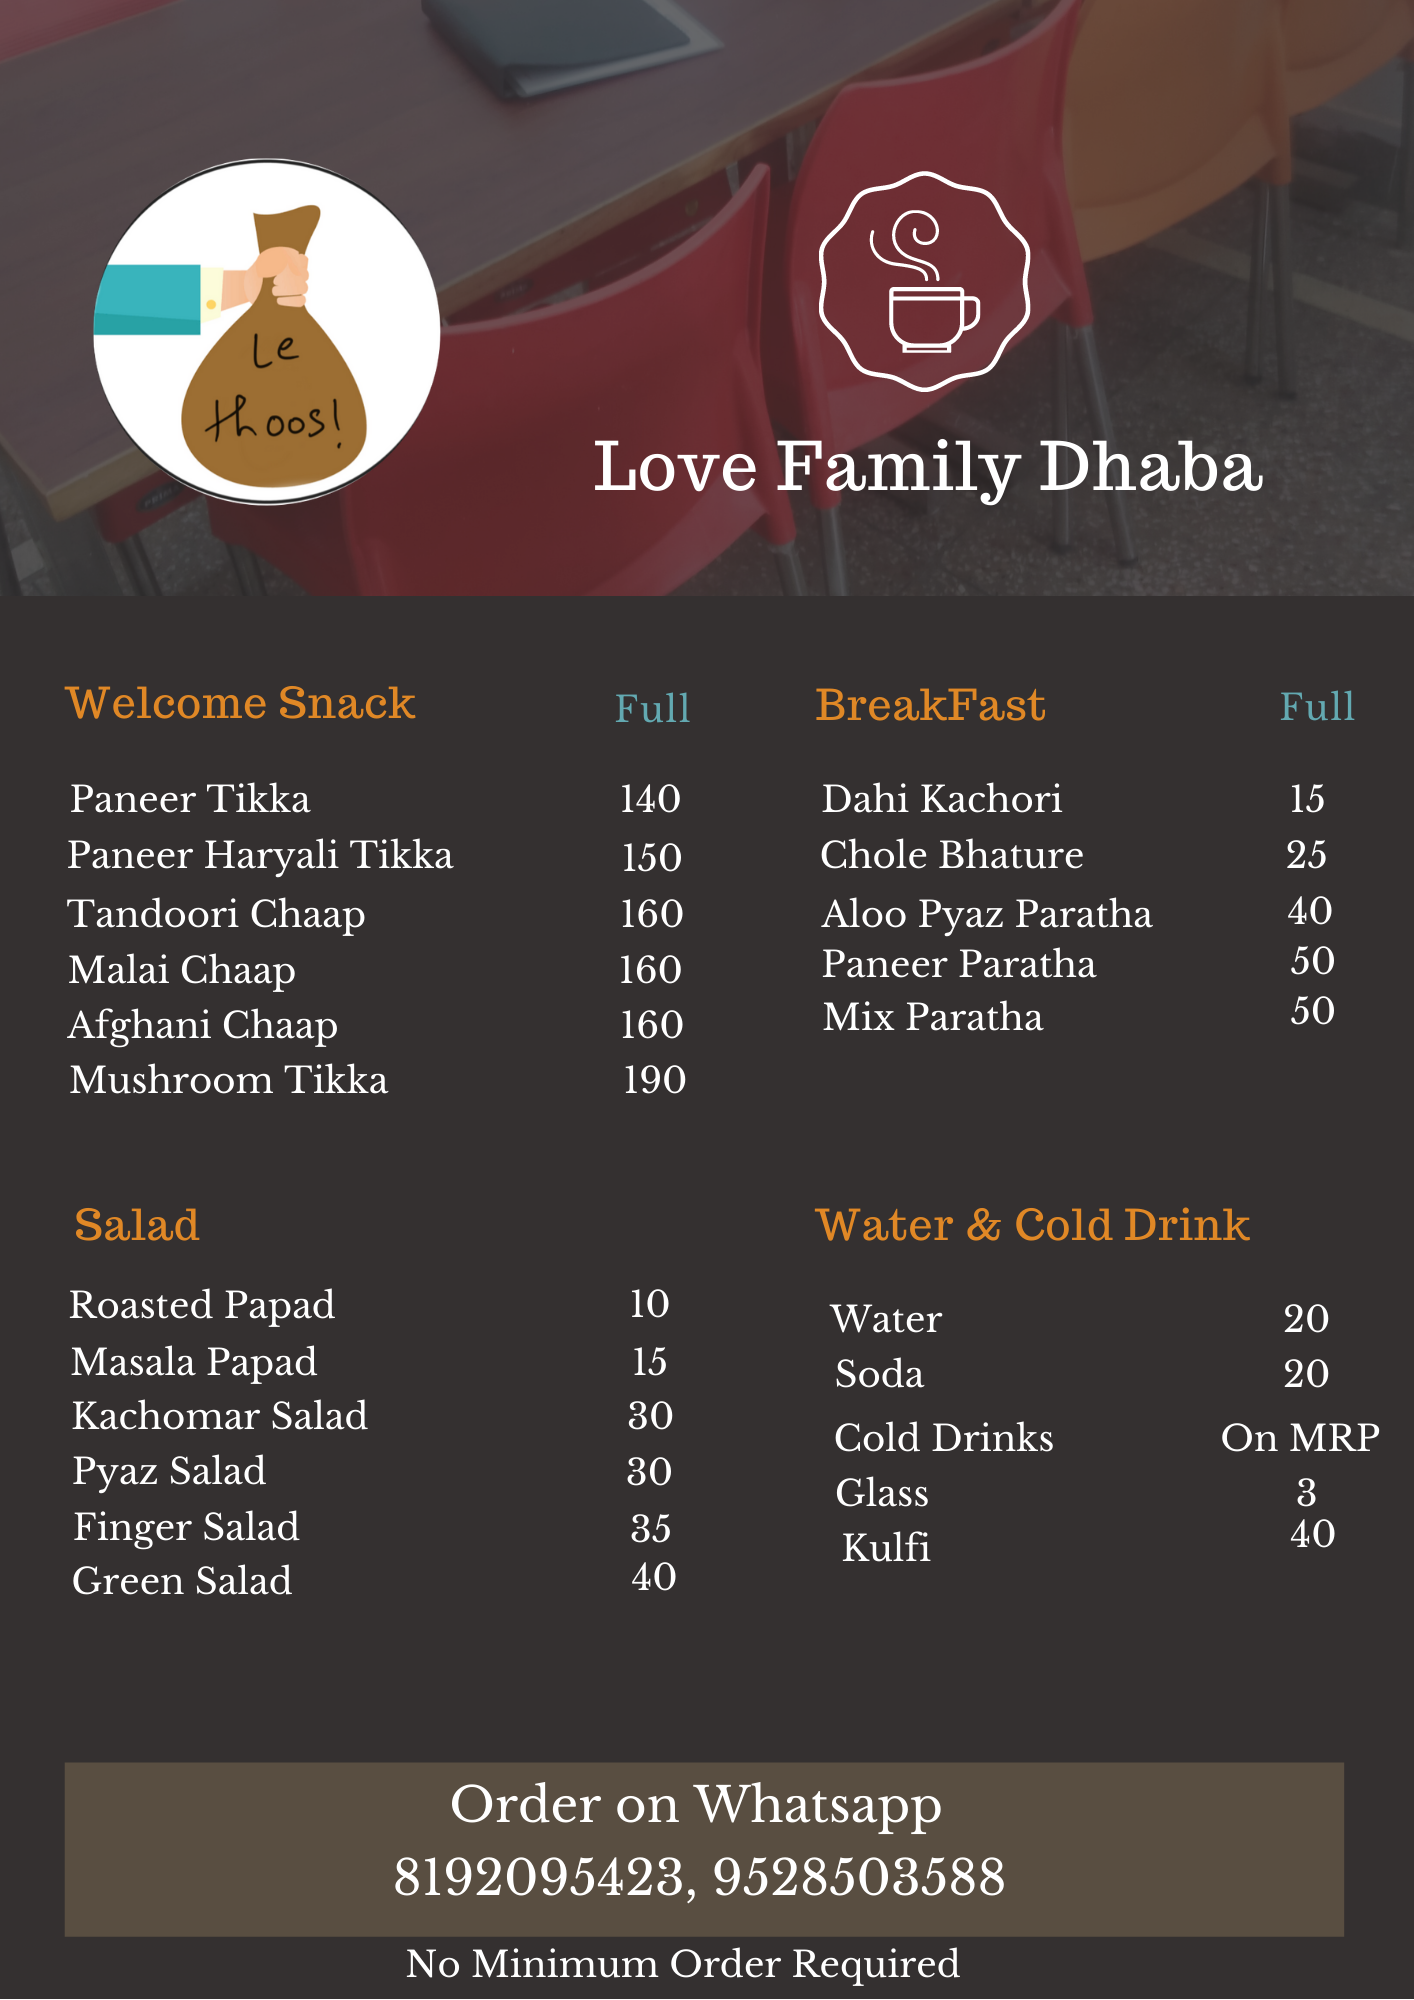 Le
thoos!
Love Family Dhaba
Welcome Snack Full
Paneer Tikka 140
Paneer Haryali Tikka 150
Tandoori Chaap 160
Malai Chaap 160
Afghani Chaap 160
Mushroom Tikka 190
BreakFast Full
Dahi Kachori 15
Chole Bhature 25
Aloo Pyaz Paratha 40
Paneer Paratha 50
Mix Paratha 50
Salad
Roasted Papad 10
Masala Papad 15
Kachomar Salad 30
Pyaz Salad 30
Finger Salad 35
Green Salad 40
Water & Cold Drink
Water 20
Soda 20
Cold Drinks On MRP
Glass 3
Kulfi 40
Order on Whatsapp
8192095423, 9528503588
No Minimum Order Required